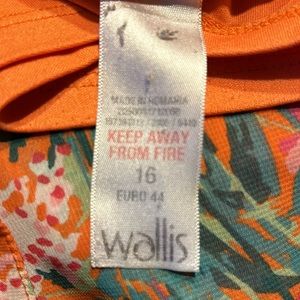 MADE IN ROMANIA
KEEP AWAY
FROM FIRE
16
EURO 44
wallis